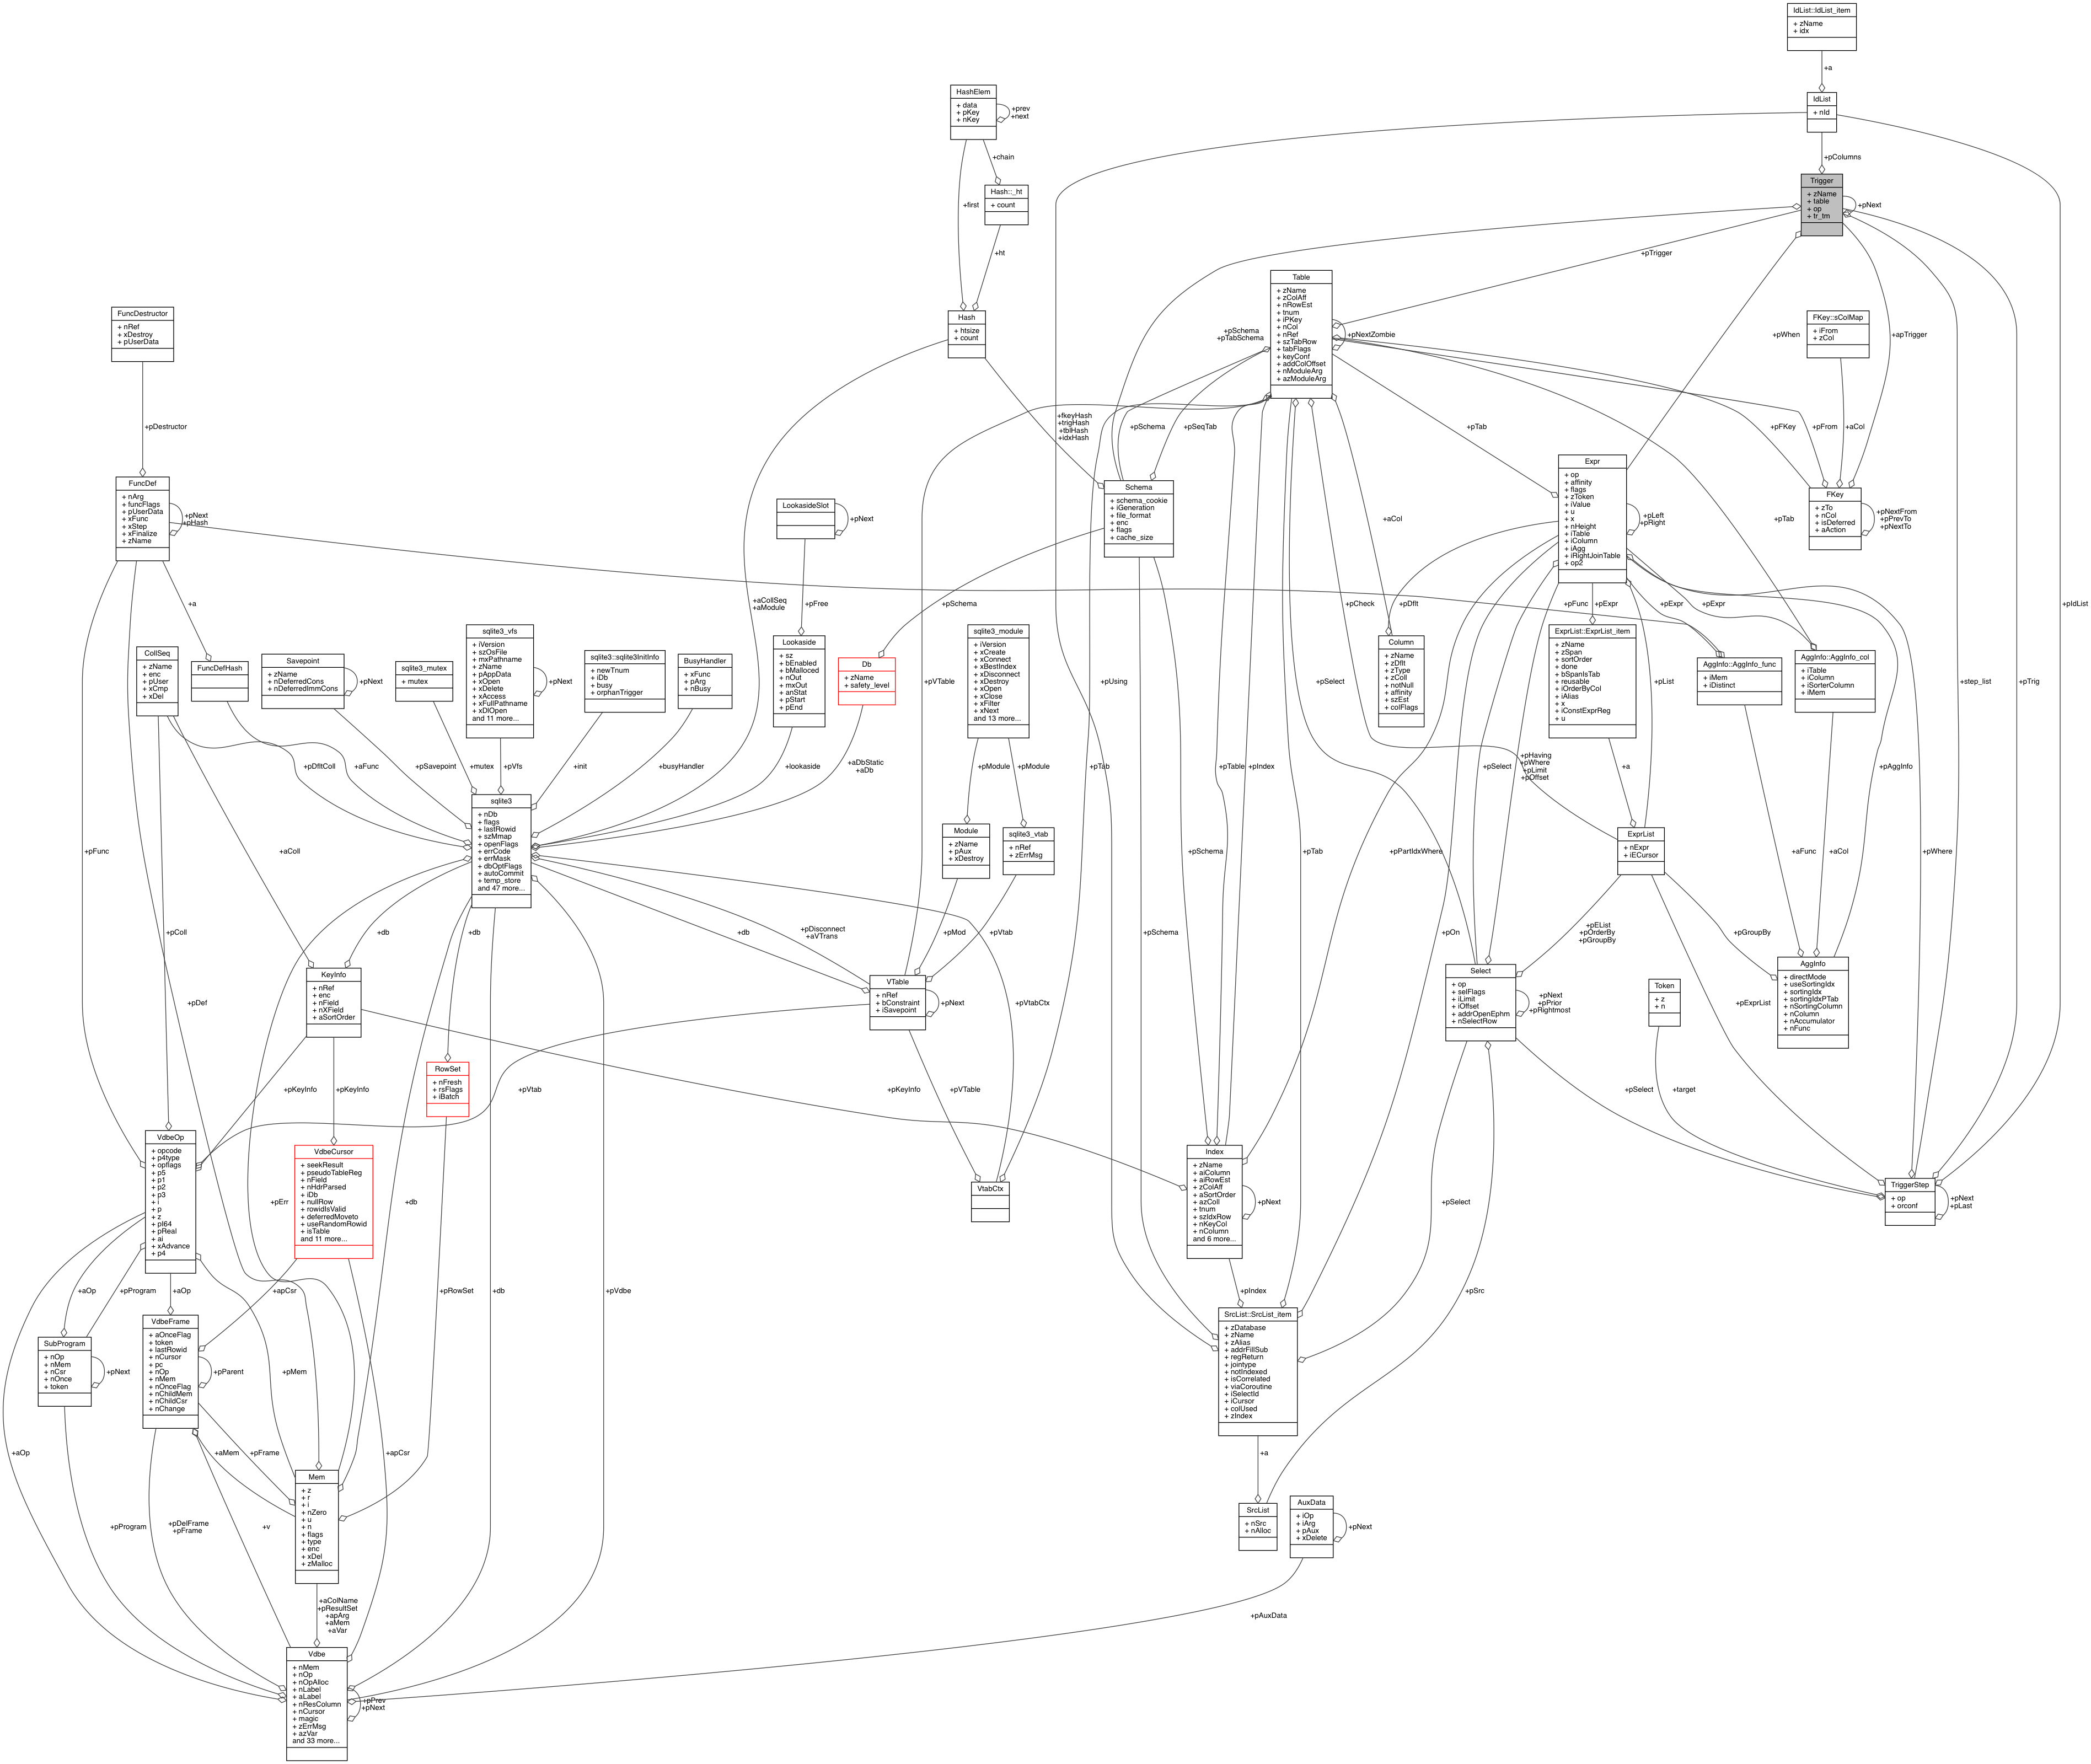 IdList::IdList_item
+ zName
+ idx
+a
IdList
+ nId
+pColumns
HashElem
+ data
+ pKey
+ nKey
+prev
+next
+chain
Hash::_ht
+ count
+first
+ht
Hash
+ htsize
+ count
Trigger
+ zName
+ table
+ op
+ tr_tm
+pNext
+pTrigger
Table
+ zName
+ zColAff
+ nRowEst
+ tnum
+ iPKey
+ nCol
+ nRef
+ szTabRow
+ tabFlags
+ keyConf
+ addColOffset
+ nModuleArg
+ azModuleArg
+pNextZombie
+pSchema
+pTabSchema
+pWhen
FKey::sColMap
+ iFrom
+ zCol
+apTrigger
FuncDestructor
+ nRef
+ xDestroy
+ pUserData
+pDestructor
+fkeyHash
+trigHash
+tblHash
+idxHash
+pSchema
+pSeqTab
+pTab
+pFKey
+pFrom
+aCol
FuncDef
+ nArg
+ funcFlags
+ pUserData
+ xFunc
+ xStep
+ xFinalize
+ zName
+pNext
+pHash
LookasideSlot
+pNext
Schema
+ schema_cookie
+ iGeneration
+ file_format
+ enc
+ flags
+ cache_size
+aCol
Expr
+ op
+ affinity
+ flags
+ zToken
+ iValue
+ u
+ x
+ nHeight
+ iTable
+ iColumn
+ iAgg
+ iRightJoinTable
+ op2
+pLeft
+pRight
+pTab
FKey
+ zTo
+ nCol
+ isDeferred
+ aAction
+pNextFrom
+pPrevTo
+pNextTo
+a
+aCollSeq
+aModule
+pFree
+pSchema
+pCheck
+pDflt
+pExpr
+pFunc
+pExpr
+pExpr
+pIdList
CollSeq
+ zName
+ enc
+ pUser
+ xCmp
+ xDel
FuncDefHash
Savepoint
+ zName
+ nDeferredCons
+ nDeferredImmCons
+pNext
sqlite3_mutex
+ mutex
sqlite3_vfs
+ iVersion
+ szOsFile
+ mxPathname
+ zName
+ pAppData
+ xOpen
+ xDelete
+ xAccess
+ xFullPathname
+ xDlOpen
and 11 more...
+pNext
sqlite3::sqlite3InitInfo
+ newTnum
+ iDb
+ busy
+ orphanTrigger
BusyHandler
+ xFunc
+ pArg
+ nBusy
Lookaside
+ sz
+ bEnabled
+ bMalloced
+ nOut
+ mxOut
+ anStat
+ pStart
+ pEnd
Db
+ zName
+ safety_level
sqlite3_module
+ iVersion
+ xCreate
+ xConnect
+ xBestIndex
+ xDisconnect
+ xDestroy
+ xOpen
+ xClose
+ xFilter
+ xNext
and 13 more...
+pVTable
+pUsing
+pSelect
Column
+ zName
+ zDflt
+ zType
+ zColl
+ notNull
+ affinity
+ szEst
+ colFlags
ExprList::ExprList_item
+ zName
+ zSpan
+ sortOrder
+ done
+ bSpanIsTab
+ reusable
+ iOrderByCol
+ iAlias
+ x
+ iConstExprReg
+ u
+pList
AggInfo::AggInfo_func
+ iMem
+ iDistinct
AggInfo::AggInfo_col
+ iTable
+ iColumn
+ iSorterColumn
+ iMem
+step_list
+pTrig
+pDfltColl
+aFunc
+pSavepoint
+mutex
+pVfs
+init
+busyHandler
+lookaside
+aDbStatic
+aDb
+pModule
+pModule
+pTab
+pTable
+pIndex
+pSelect
+pHaving
+pWhere
+pLimit
+pOffset
+a
+pAggInfo
sqlite3
+ nDb
+ flags
+ lastRowid
+ szMmap
+ openFlags
+ errCode
+ errMask
+ dbOptFlags
+ autoCommit
+ temp_store
and 47 more...
Module
+ zName
+ pAux
+ xDestroy
sqlite3_vtab
+ nRef
+ zErrMsg
ExprList
+ nExpr
+ iECursor
+pFunc
+aColl
+pSchema
+pTab
+pPartIdxWhere
+aFunc
+aCol
+pWhere
+pColl
+db
+db
+pDisconnect
+aVTrans
+db
+pMod
+pVtab
+pSchema
+pOn
+pEList
+pOrderBy
+pGroupBy
+pGroupBy
KeyInfo
+ nRef
+ enc
+ nField
+ nXField
+ aSortOrder
VTable
+ nRef
+ bConstraint
+ iSavepoint
+pNext
Select
+ op
+ selFlags
+ iLimit
+ iOffset
+ addrOpenEphm
+ nSelectRow
+pNext
+pPrior
+pRightmost
Token
+ z
+ n
AggInfo
+ directMode
+ useSortingIdx
+ sortingIdx
+ sortingIdxPTab
+ nSortingColumn
+ nColumn
+ nAccumulator
+ nFunc
+pDef
+pVtabCtx
+pExprList
RowSet
+ nFresh
+ rsFlags
+ iBatch
+pKeyInfo
+pKeyInfo
+pVtab
+pKeyInfo
+pVTable
+pSelect
+target
VdbeOp
+ opcode
+ p4type
+ opflags
+ p5
+ p1
+ p2
+ p3
+ i
+ p
+ z
+ pI64
+ pReal
+ ai
+ xAdvance
+ p4
VdbeCursor
+ seekResult
+ pseudoTableReg
+ nField
+ nHdrParsed
+ iDb
+ nullRow
+ rowidIsValid
+ deferredMoveto
+ useRandomRowid
+ isTable
and 11 more...
+pErr
+db
VtabCtx
Index
+ zName
+ aiColumn
+ aiRowEst
+ zColAff
+ aSortOrder
+ azColl
+ tnum
+ szIdxRow
+ nKeyCol
+ nColumn
and 6 more...
+pNext
+pSelect
TriggerStep
+ op
+ orconf
+pNext
+pLast
+aOp
+pProgram
+aOp
+apCsr
+pRowSet
+db
+pVdbe
+pIndex
+pSrc
SubProgram
+ nOp
+ nMem
+ nCsr
+ nOnce
+ token
+pNext
VdbeFrame
+ aOnceFlag
+ token
+ lastRowid
+ nCursor
+ pc
+ nOp
+ nMem
+ nOnceFlag
+ nChildMem
+ nChildCsr
+ nChange
+pParent
+pMem
SrcList::SrcList_item
+ zDatabase
+ zName
+ zAlias
+ addrFillSub
+ regReturn
+ jointype
+ notIndexed
+ isCorrelated
+ viaCoroutine
+ iSelectId
+ iCursor
+ colUsed
+ zIndex
+aOp
+aMem
+pFrame
+apCsr
+a
Mem
+ z
+ r
+ i
+ nZero
+ u
+ n
+ flags
+ type
+ enc
+ xDel
+ zMalloc
SrcList
+ nSrc
+ nAlloc
AuxData
+ iOp
+ iArg
+ pAux
+ xDelete
+pNext
+pProgram
+pDelFrame
+pFrame
+v
+aColName
+pResultSet
+apArg
+aMem
+aVar
+pAuxData
Vdbe
+ nMem
+ nOp
+ nOpAlloc
+ nLabel
+ aLabel
+ nResColumn
+ nCursor
+ magic
+ zErrMsg
+ azVar
and 33 more...
+pPrev
+pNext